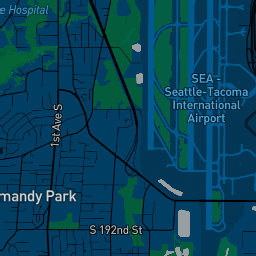 e Hospital
SEA -
Seattle-Tacoma
International
Airport
1st Ave S
mandy Park
S 192nd St